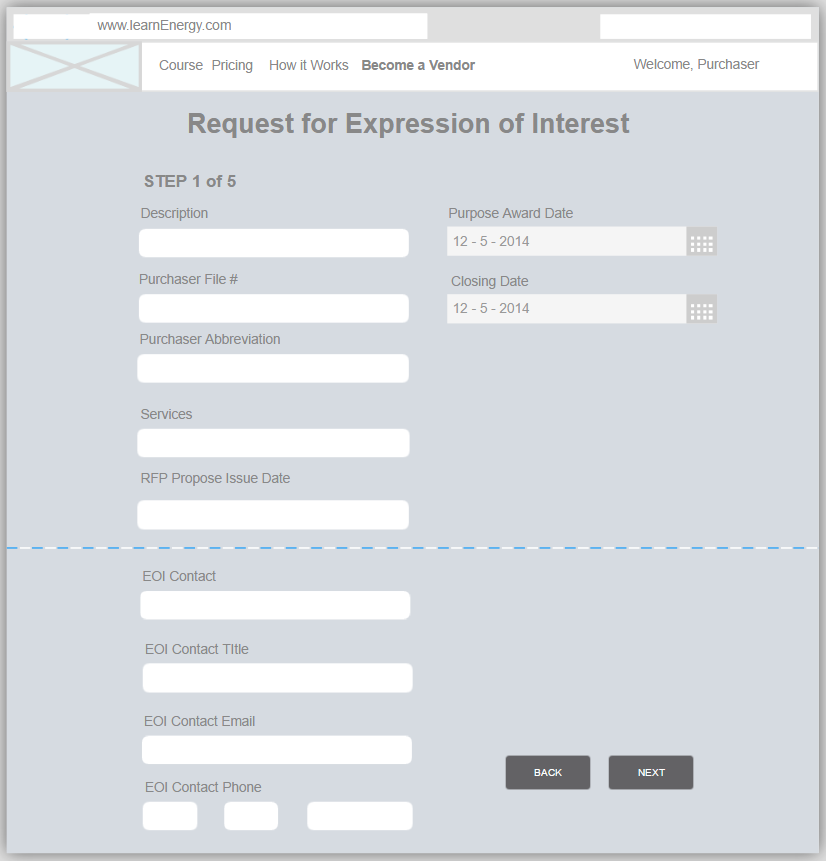 www.learnEnergy.com
Course Pricing How it Works Become a Vendor Welcome, Purchaser
Request for Expression of Interest
STEP 1 of 5
Description
Purpose Award Date
12 - 5 - 2014
Purchaser File #
Closing Date
12 - 5 - 2014
Purchaser Abbreviation
Services
RFP Propose Issue Date
EOI Contact
EOI Contact TItle
EOI Contact Email
BACK NEXT
EOI Contact Phone